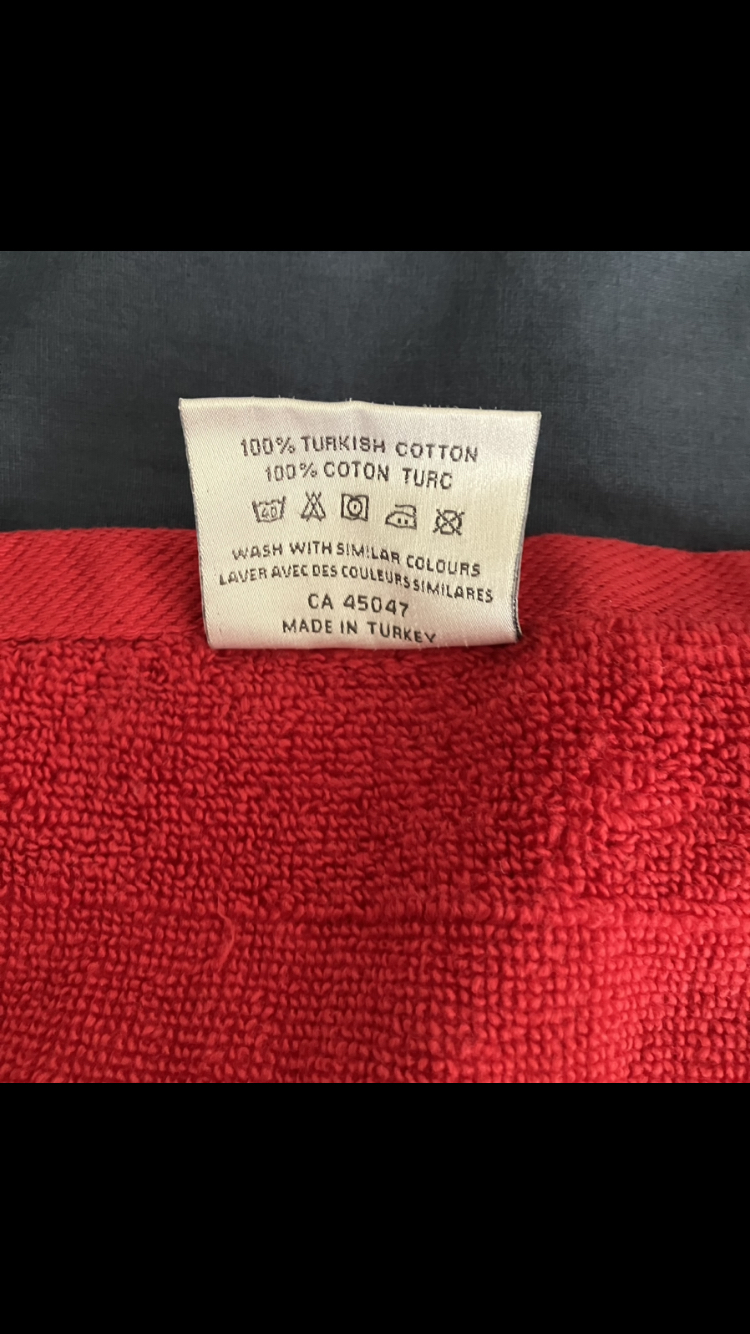 100% TURKISH COTTON
100% COTON TURC
40
WASH WITH SIMILAR COLOURS
LAVER AVEC DES COULEURS SIMILARES
CA 45047
MADE IN TURKEY